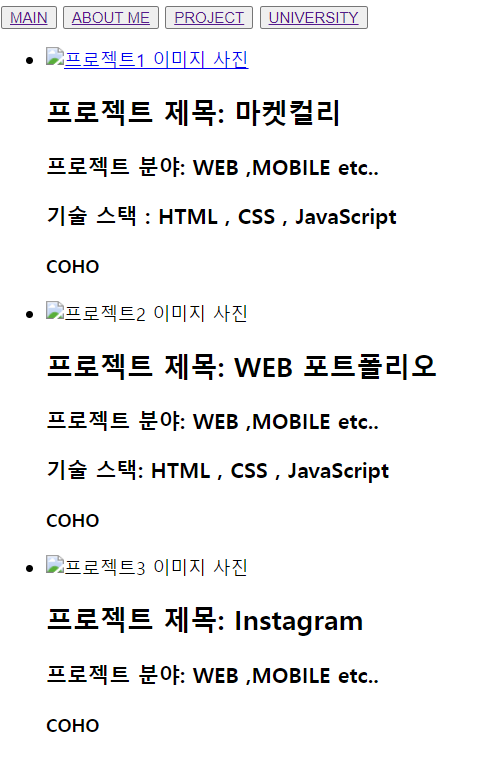 MAIN ABOUT ME PROJECT UNIVERSITY
프로젝트1 이미지 사진
프로젝트 제목: 마켓컬리
프로젝트 분야: WEB ,MOBILE etc..
기술 스택 : HTML , CSS , JavaScript
COHO
프로젝트2 이미지 사진
프로젝트 제목: WEB 포트폴리오
프로젝트 분야: WEB ,MOBILE etc..
기술 스택: HTML , CSS , JavaScript
COHO
프로젝트3 이미지 사진
프로젝트 제목: Instagram
프로젝트 분야: WEB ,MOBILE etc..
COHO